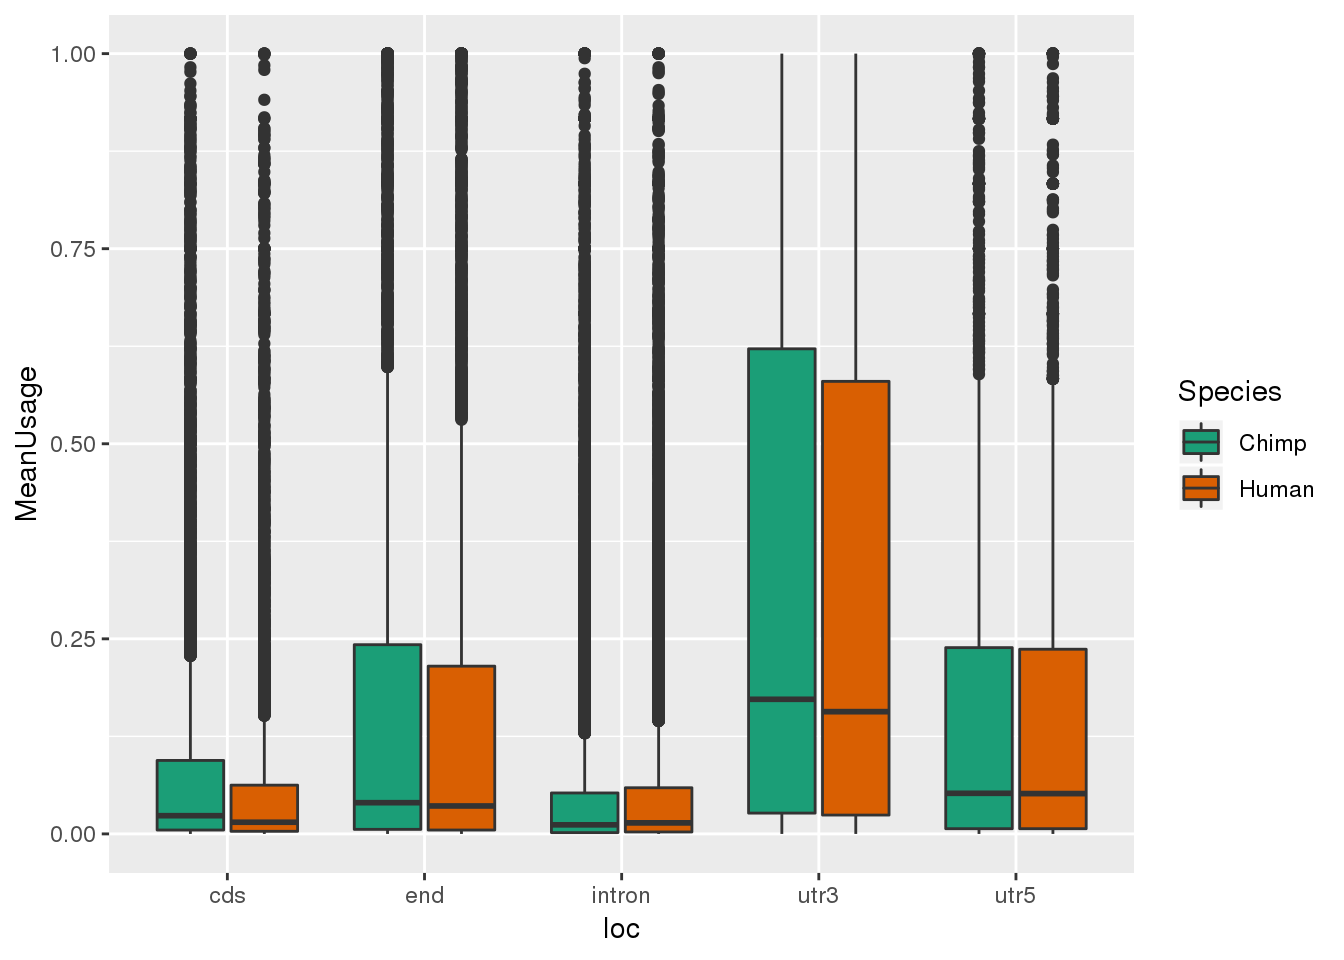 1.00
0.75
0.50
0.25
0.00
MeanUsage
cds
end
intron
utr3
utr5
loc
Species
Chimp
Human